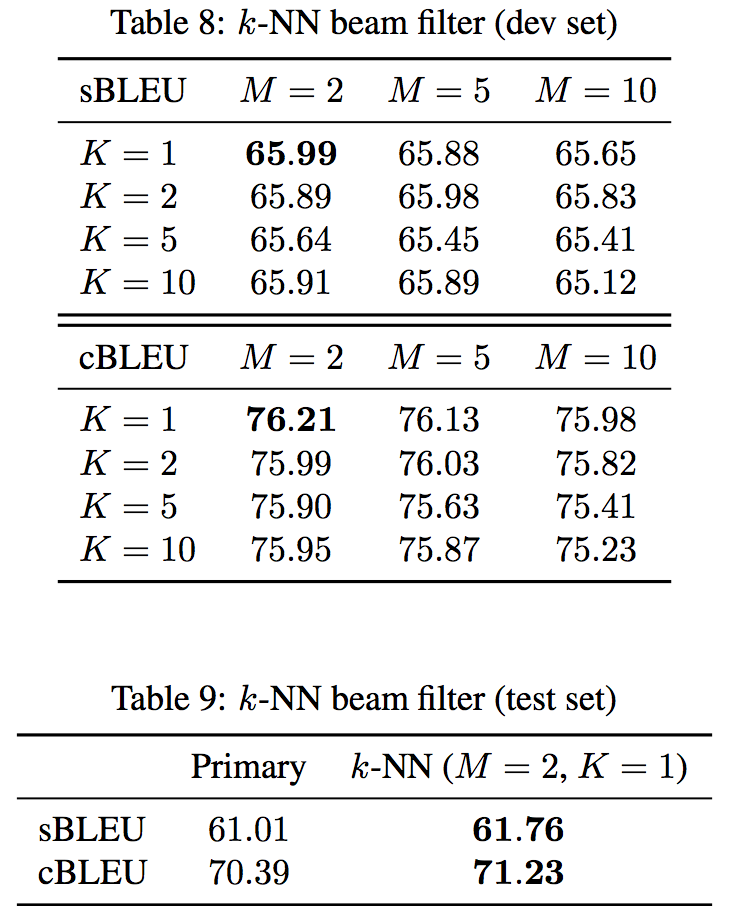 Table 8: k-NN beam filter (dev set)
sBLEU M = 2 M = 5 M = 10
K = 1 65.99 65.88 65.65
K = 2 65.89 65.98 65.83
K = 5 65.64 65.45 65.41
K = 10 65.91 65.89 65.12
cBLEU M = 2 M = 5 M = 10
K = 1 76.21 76.13 75.98
K = 2 75.99 76.03 75.82
K = 5 75.90 75.63 75.41
K = 10 75.95 75.87 75.23
Table 9: k-NN beam filter (test set)
Primary k-NN (M = 2, K = 1)
sBLEU 61.01 61.76
cBLEU 70.39 71.23